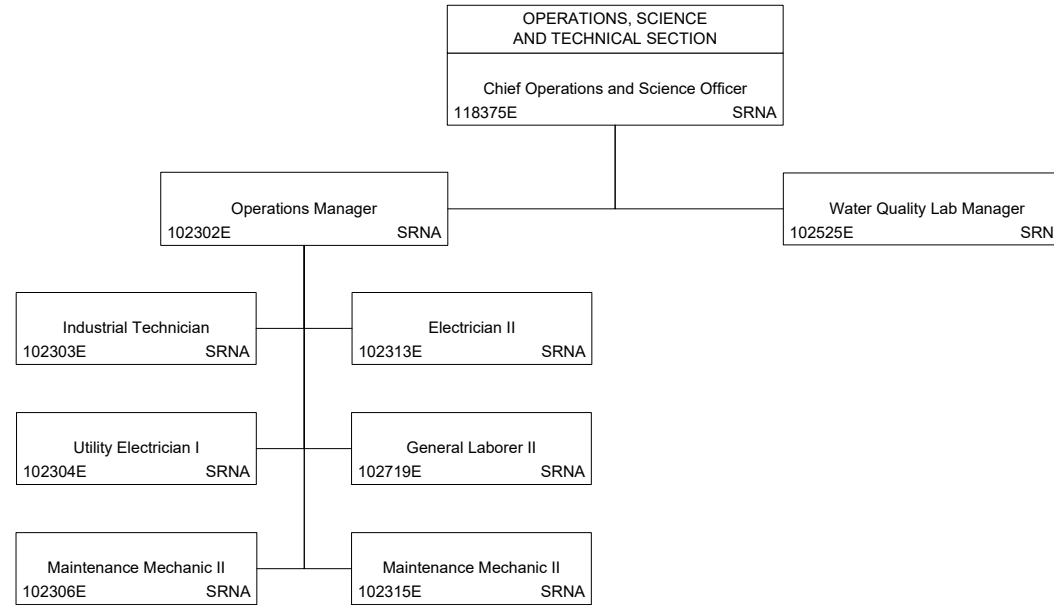 OPERATIONS, SCIENCE
AND TECHNICAL SECTION
Chief Operations and Science Officer
118375E SRNA
Operations Manager
102302E SRNA
Water Quality Lab Manager
102525E SRN
Industrial Technician
102303E SRNA
Electrician II
102313E SRNA
Utility Electrician I
102304E SRNA
General Laborer II
102719E SRNA
Maintenance Mechanic II
102306E SRNA
Maintenance Mechanic II
102315E SRNA